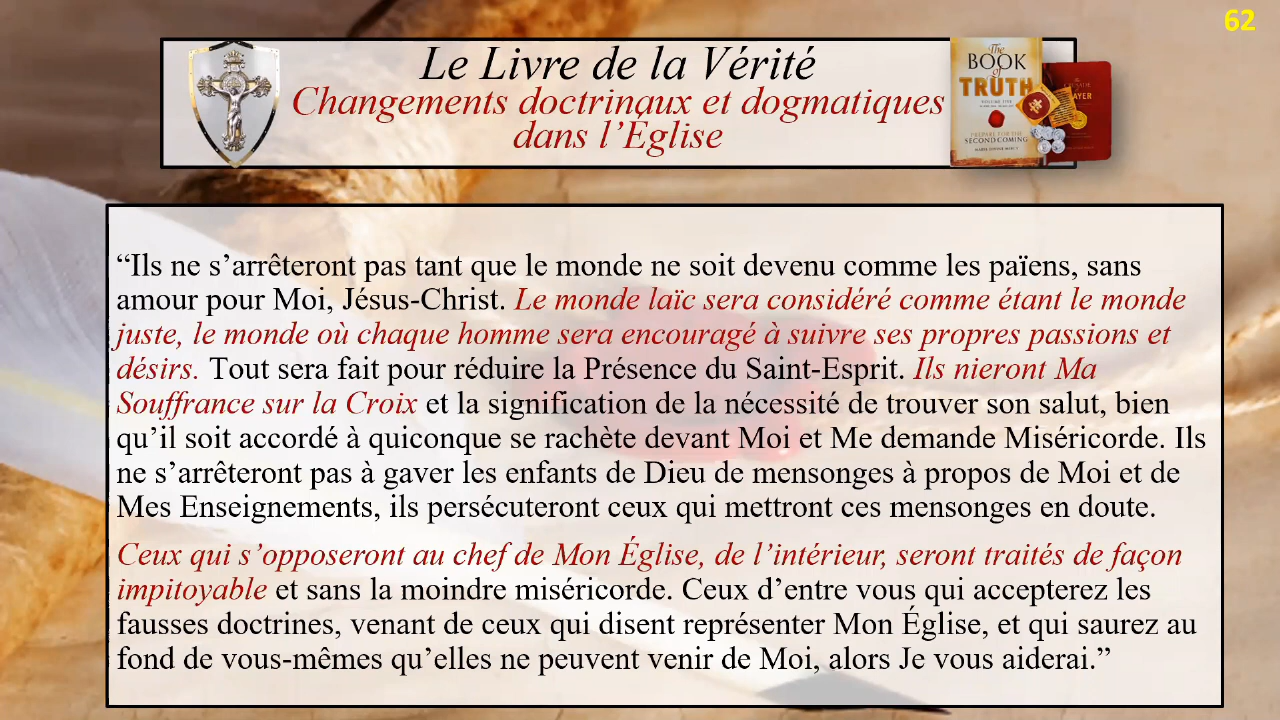 62
Le Livre de la Vérité
Changements doctrinaux et dogmatiques
dans l’Église
The
BOOK
of
TRUTH
PREPARE FOR THE
SECOND COMING
“Ils ne s’arrêteront pas tant que le monde ne soit devenu comme les païens, sans
amour pour Moi, Jésus-Christ. Le monde laïc sera considéré comme étant le monde
juste, le monde où chaque homme sera encouragé à suivre ses propres passions et
désirs. Tout sera fait pour réduire la Présence du Saint-Esprit. Ils nieront Ma
Souffrance sur la Croix et la signification de la nécessité de trouver son salut, bien
qu’il soit accordé à quiconque se rachète devant Moi et Me demande Miséricorde. Ils
ne s’arrêteront pas à gaver les enfants de Dieu de mensonges à propos de Moi et de
Mes Enseignements, ils persécuteront ceux qui mettront ces mensonges en doute.
Ceux qui s’opposeront au chef de Mon Église, de l’intérieur, seront traités de façon
impitoyable et sans la moindre miséricorde. Ceux d’entre vous qui accepterez les
fausses doctrines, venant de ceux qui disent représenter Mon Église, et qui saurez au
fond de vous-mêmes qu’elles ne peuvent venir de Moi, alors Je vous aiderai.”